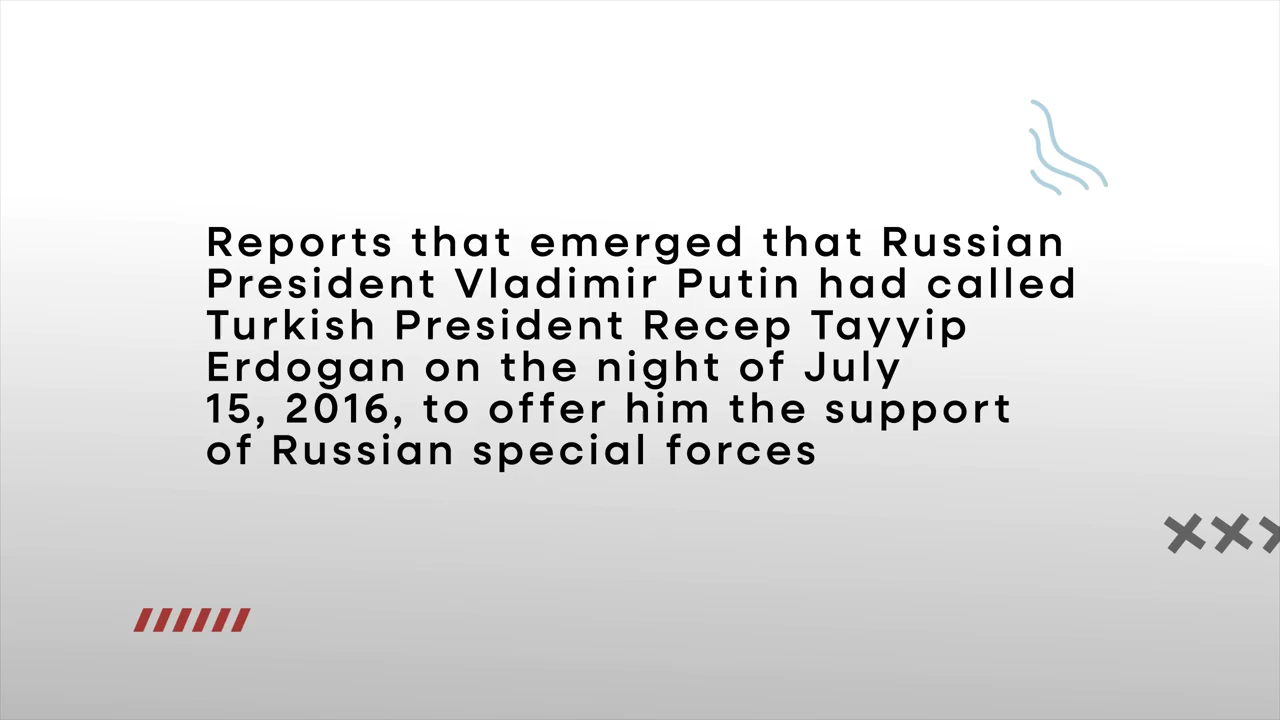 Reports that emerged that Russian
President Vladimir Putin had called
Turkish President Recep Tayyip
Erdogan on the night of July
15, 2016, to offer him the support
of Russian special forces